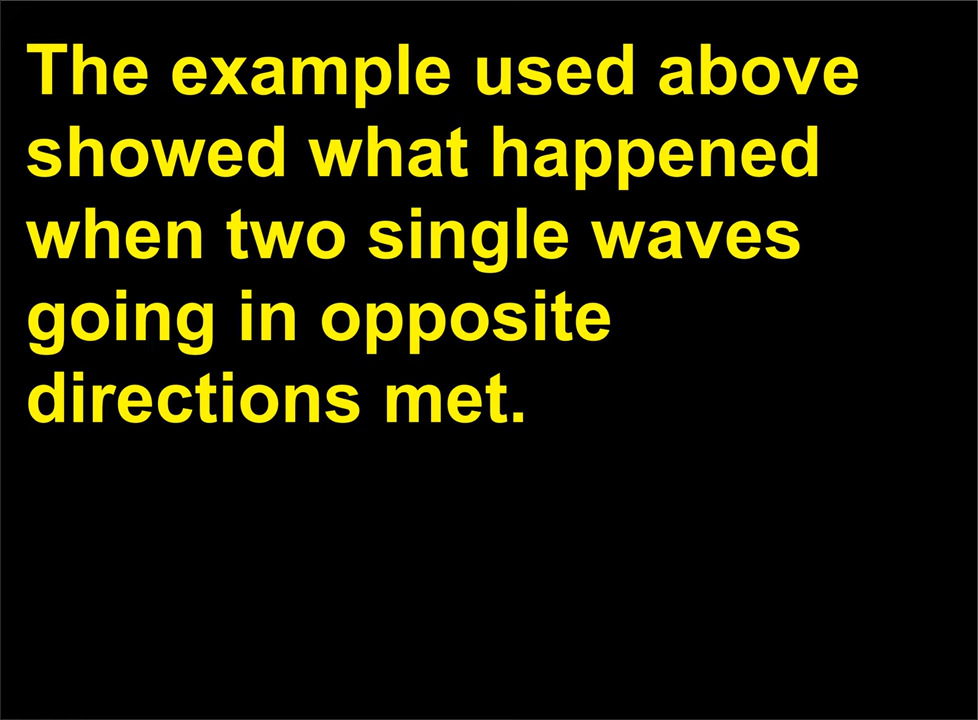 The example used above
showed what happened
when two single waves
going in opposite
directions met.